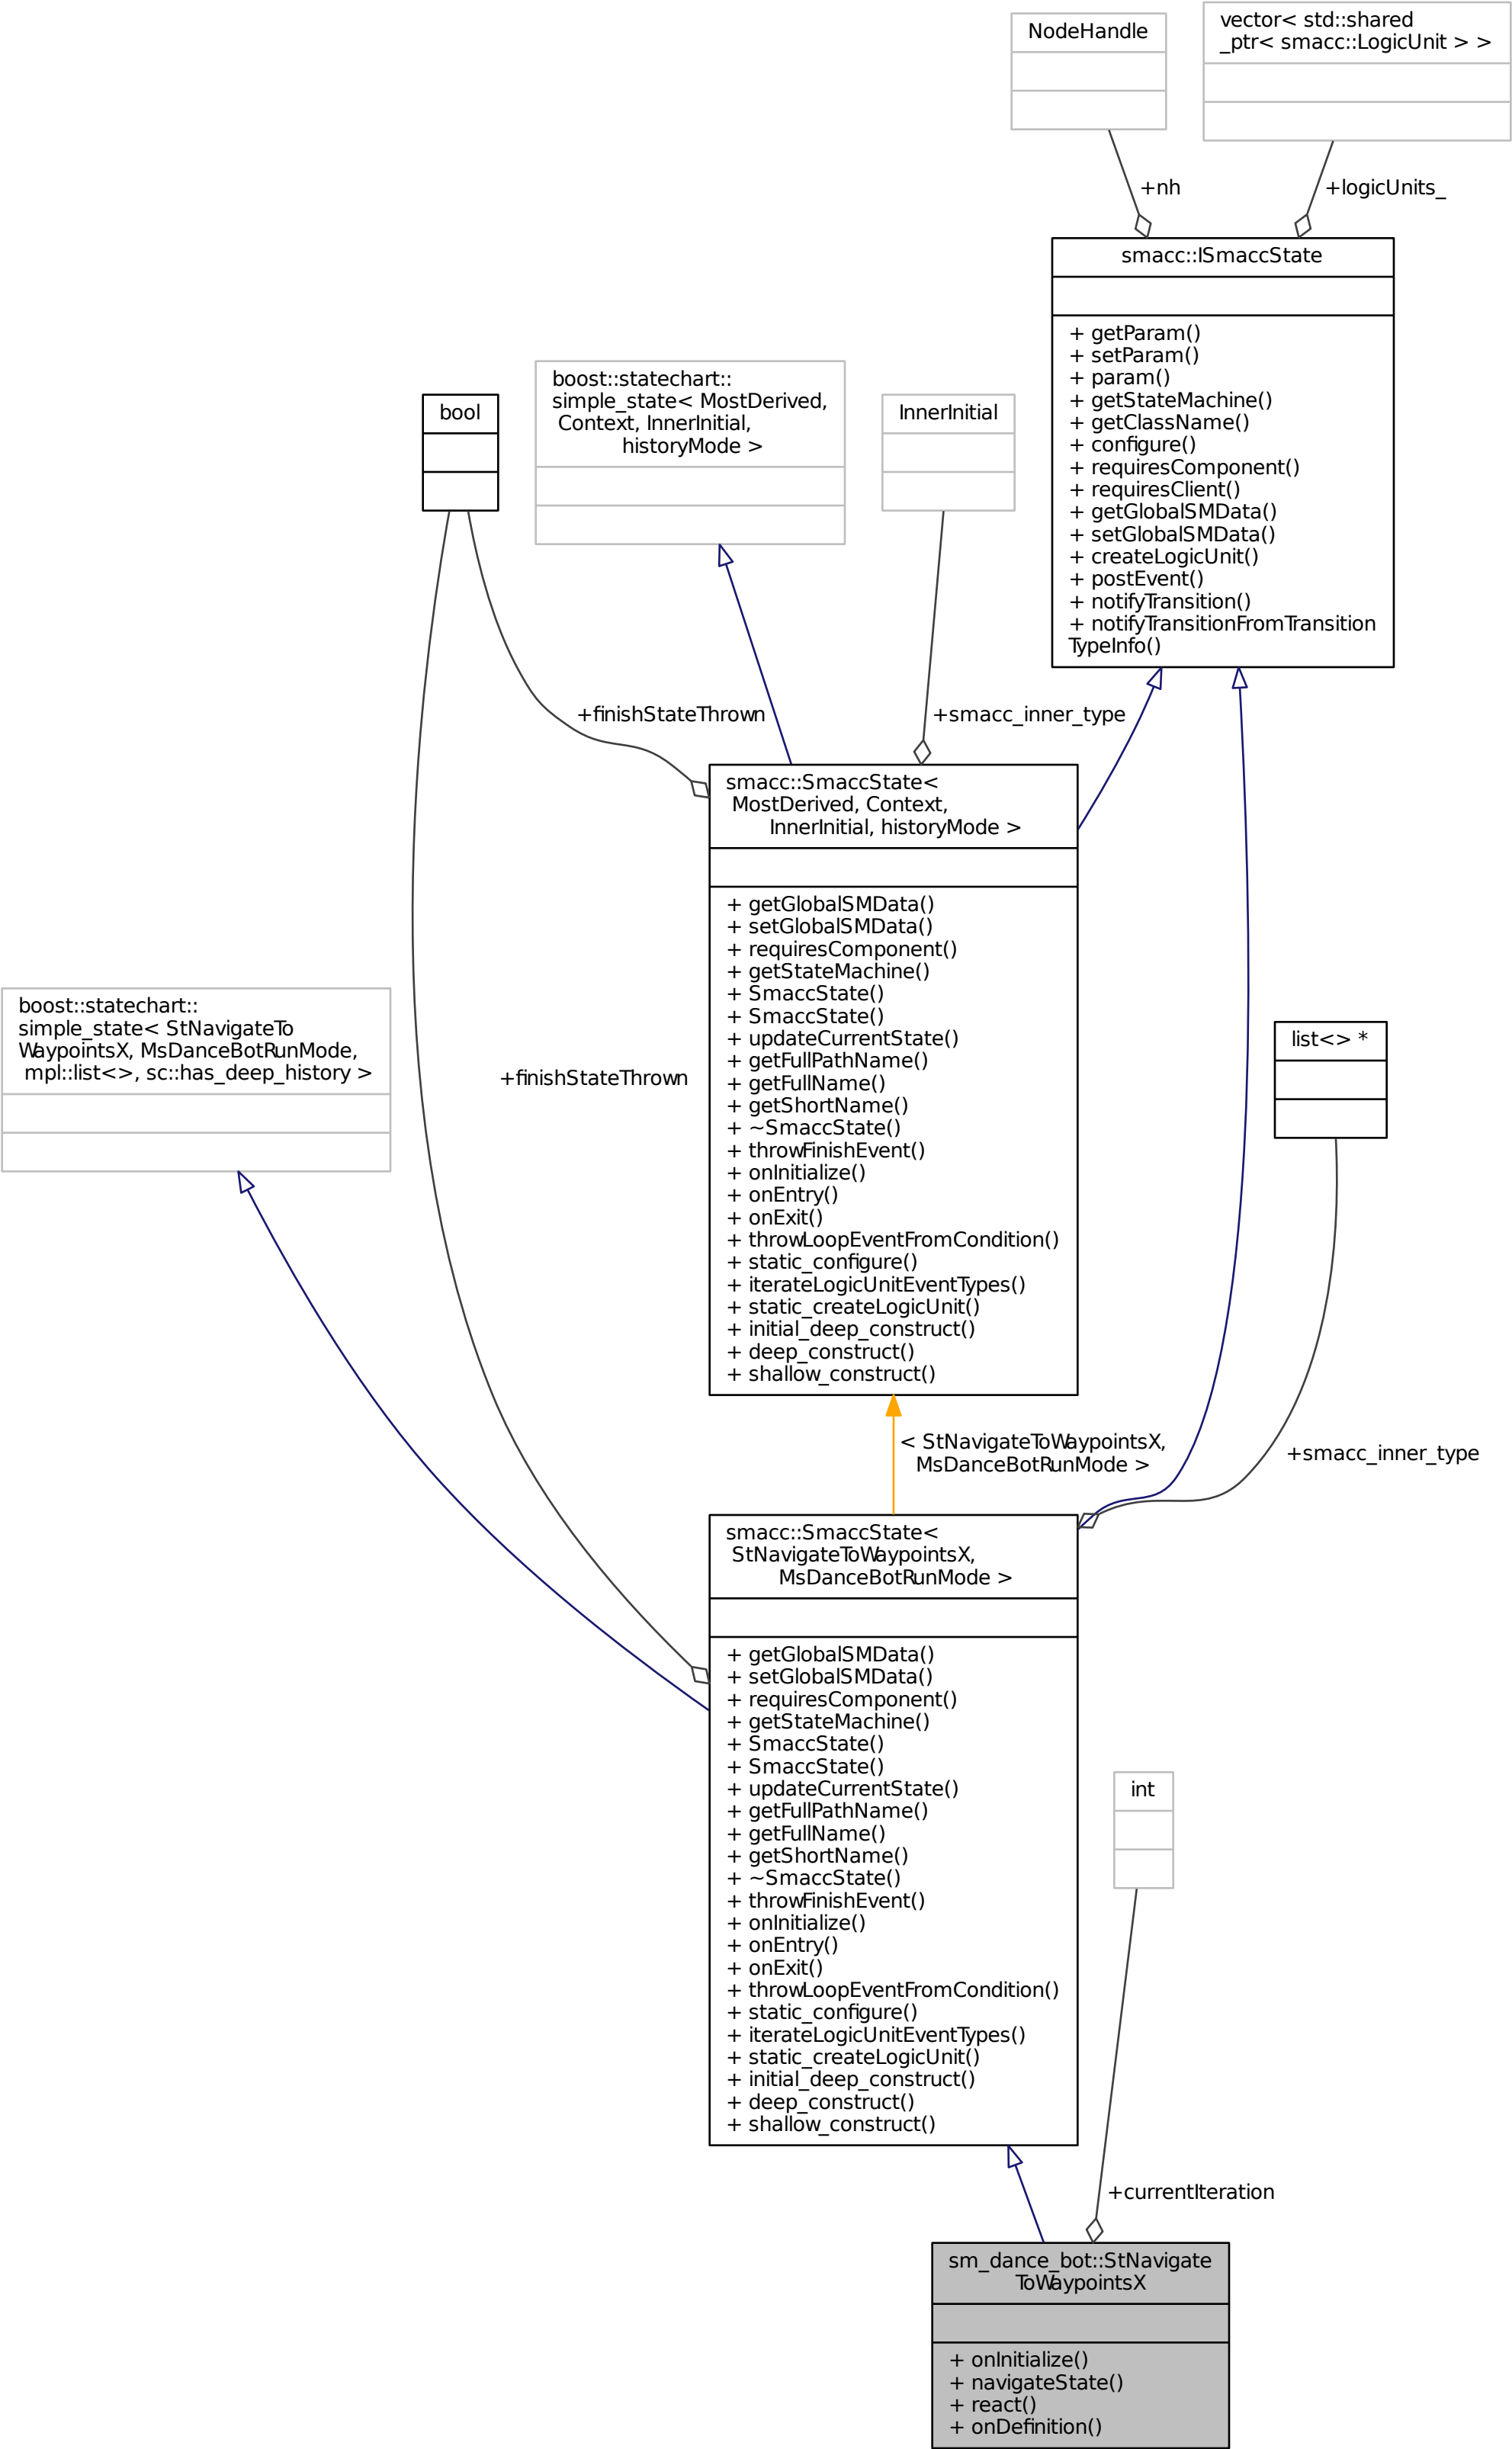 NodeHandle
vector< std::shared
_ptr< smacc::LogicUnit > >
+nh
+logicUnits_
smacc::ISmaccState
+ getParam()
+ setParam()
+ param()
+ getStateMachine()
+ getClassName()
+ configure()
+ requiresComponent()
+ requiresClient()
+ getGlobalSMData()
+ setGlobalSMData()
+ createLogicUnit()
+ postEvent()
+ notifyTransition()
+ notifyTransitionFromTransition
TypeInfo()
boost::statechart::
simple_state< MostDerived,
Context, InnerInitial,
historyMode >
bool
InnerInitial
+finishStateThrown
+smacc_inner_type
smacc::SmaccState<
MostDerived, Context,
InnerInitial, historyMode >
+ getGlobalSMData()
+ setGlobalSMData()
+ requiresComponent()
+ getStateMachine()
+ SmaccState()
+ SmaccState()
+ updateCurrentState()
+ getFullPathName()
+ getFullName()
+ getShortName()
+ ~SmaccState()
+ throwFinishEvent()
+ onInitialize()
+ onEntry()
+ onExit()
+ throwLoopEventFromCondition()
+ static_configure()
+ iterateLogicUnitEventTypes()
+ static_createLogicUnit()
+ initial_deep_construct()
+ deep_construct()
+ shallow_construct()
boost::statechart::
simple_state< StNavigateTo
WaypointsX, MsDanceBotRunMode,
mpl::list<>, sc::has_deep_history >
+finishStateThrown
list<> *
< StNavigateToWaypointsX,
MsDanceBotRunMode >
+smacc_inner_type
smacc::SmaccState<
StNavigateToWaypointsX,
MsDanceBotRunMode >
+ getGlobalSMData()
+ setGlobalSMData()
+ requiresComponent()
+ getStateMachine()
+ SmaccState()
+ SmaccState()
+ updateCurrentState()
+ getFullPathName()
+ getFullName()
+ getShortName()
+ ~SmaccState()
+ throwFinishEvent()
+ onInitialize()
+ onEntry()
+ onExit()
+ throwLoopEventFromCondition()
+ static_configure()
+ iterateLogicUnitEventTypes()
+ static_createLogicUnit()
+ initial_deep_construct()
+ deep_construct()
+ shallow_construct()
int
+currentIteration
sm_dance_bot::StNavigate
ToWaypointsX
+ onInitialize()
+ navigateState()
+ react()
+ onDefinition()